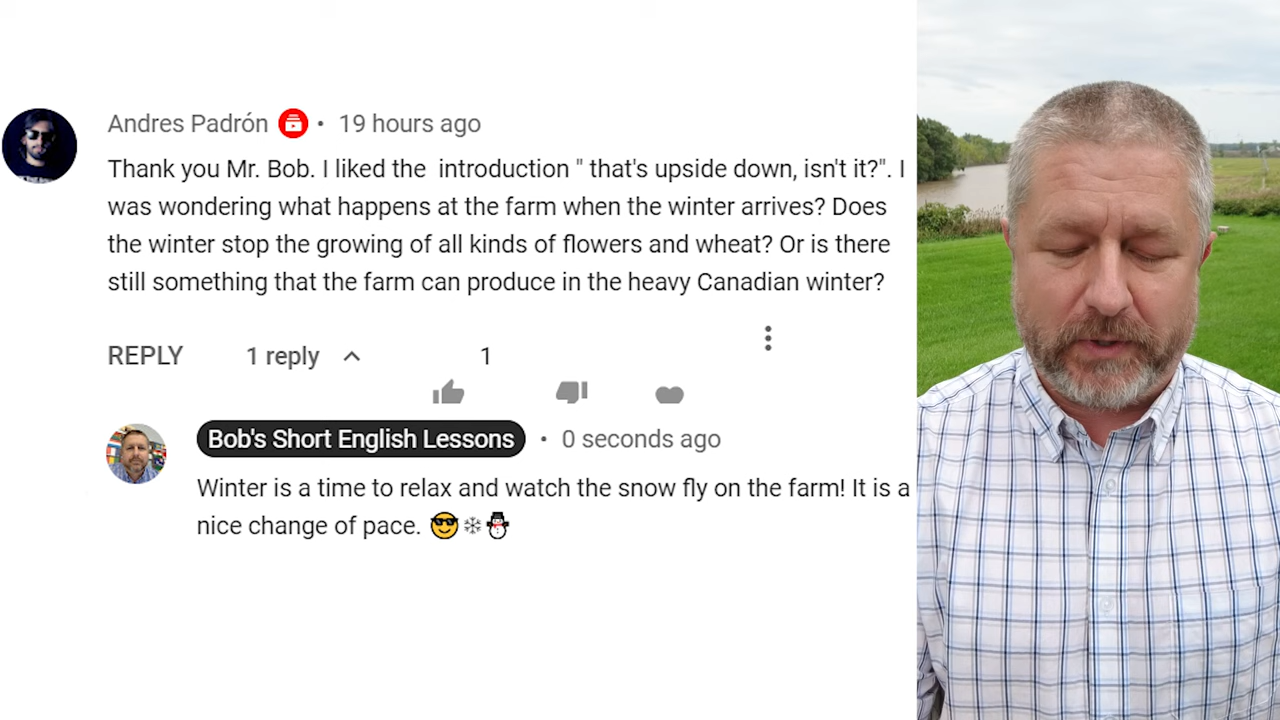 Andres Padrón • 19 hours ago
Thank you Mr. Bob. I liked the  introduction " that's upside down, isn't it?". I
was wondering what happens at the farm when the winter arrives? Does
the winter stop the growing of all kinds of flowers and wheat? Or is there
still something that the farm can produce in the heavy Canadian winter?
REPLY 1 reply 1
Bob's Short English Lessons • 0 seconds ago
Winter is a time to relax and watch the snow fly on the farm! It is a
nice change of pace. 😎❄⛄